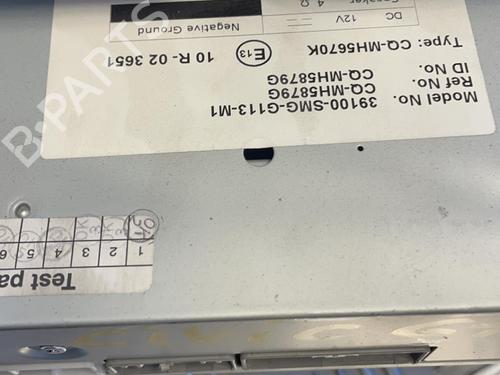 Model No. 39100-SMG-G113-M1
Ref No. CQ-MH5879G
ID No. CQ-MH5879G
Type: CQ-MH5670K
E13 10 R- 02 3651
DC 12V
Negative Ground
Speaker 4 Ω
Test pa
1 2 3 4 5 6
B-PARTS